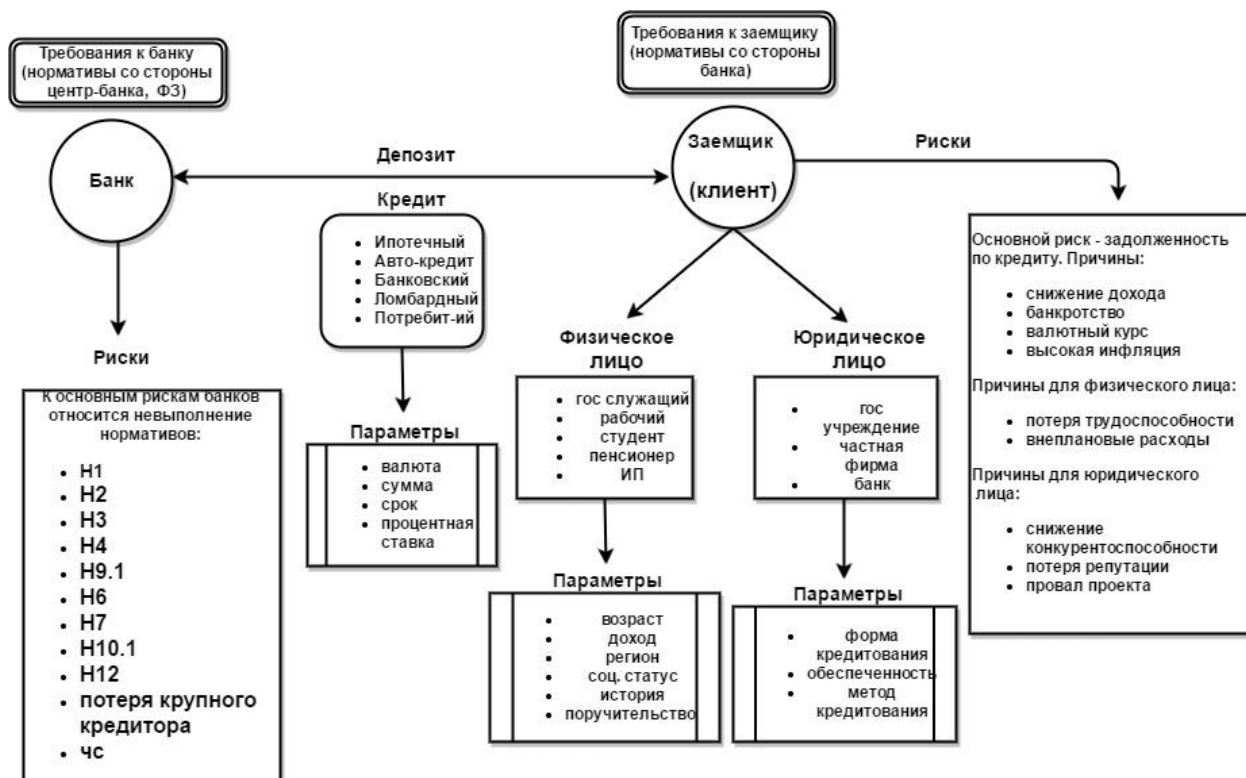 Требования к банку
(нормативы со стороны
центр-банка, ФЗ)
Требования к заемщику
(нормативы со стороны
банка)
Банк
Депозит
Заемщик
(клиент)
Риски
Кредит
• Ипотечный
• Авто-кредит
• Банковский
• Ломбардный
• Потребит-ий
Параметры
• валюта
• сумма
• срок
• процентная
ставка
Риски
К основным рискам банков
относится невыполнение
нормативов:
• Н1
• Н2
• Н3
• Н4
• Н9.1
• Н6
• Н7
• Н10.1
• Н12
• потеря крупного
кредитора
• чс
Физическое
лицо
• гос служащий
• рабочий
• студент
• пенсионер
• ИП
Параметры
• возраст
• доход
• регион
• соц. статус
• история
• поручительство
Юридическое
лицо
• гос
учреждение
• частная
фирма
• банк
Параметры
• форма
кредитования
• обеспеченность
• метод
кредитования
Основной риск - задолженность
по кредиту. Причины:
• снижение дохода
• банкротство
• валютный курс
• высокая инфляция
Причины для физического лица:
• потеря трудоспособности
• внеплановые расходы
Причины для юридического
лица:
• снижение
конкурентоспособности
• потеря репутации
• провал проекта